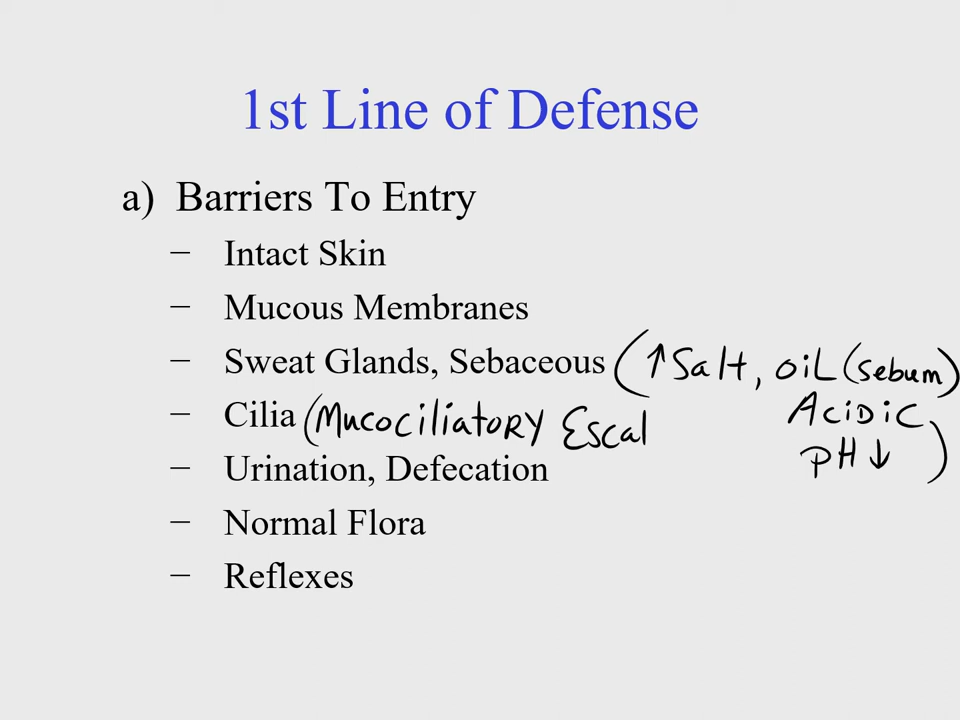 1st Line of Defense
a) Barriers To Entry
– Intact Skin
– Mucous Membranes
– Sweat Glands, Sebaceous (↑Salt, oil (sebum)
Acidic
pH↓)
– Cilia (Mucociliatory Escal
– Urination, Defecation
– Normal Flora
– Reflexes